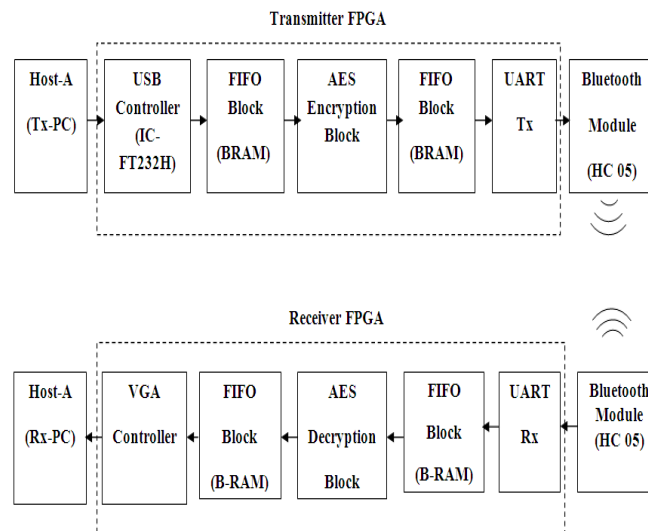 Transmitter FPGA
Host-A
(Tx-PC)
USB
Controller
(IC-
FT232H)
FIFO
Block
(BRAM)
AES
Encryption
Block
FIFO
Block
(BRAM)
UART
Tx
Bluetooth
Module
(HC 05)
Receiver FPGA
Host-A
(Rx-PC)
VGA
Controller
FIFO
Block
(B-RAM)
AES
Decryption
Block
FIFO
Block
(B-RAM)
UART
Rx
Bluetooth
Module
(HC 05)